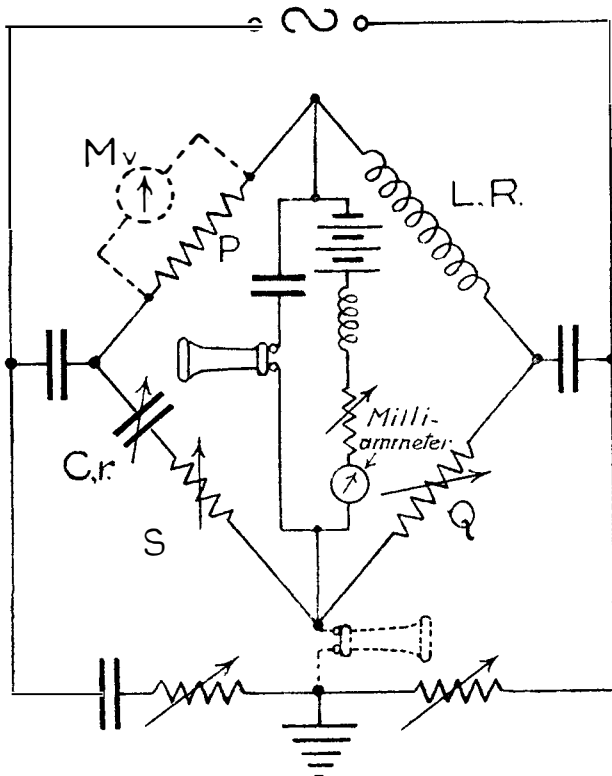 Mv
L.R.
P
Milli-
ammeter
C,r.
S
Q